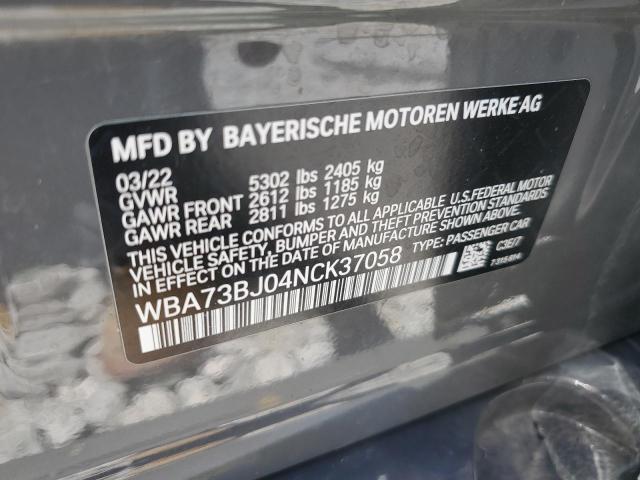 MFD BY BAYERISCHE MOTOREN WERKE AG
03/22
GVWR 5302 lbs 2405 kg
GAWR FRONT 2612 lbs 1185 kg
GAWR REAR 2811 lbs 1275 kg
THIS VEHICLE CONFORMS TO ALL APPLICABLE U.S. FEDERAL MOTOR
VEHICLE SAFETY, BUMPER AND THEFT PREVENTION STANDARDS
IN EFFECT ON THE DATE OF MANUFACTURE SHOWN ABOVE.
WBA73BJ04NCK37058 TYPE: PASSENGER CAR
C3E/7